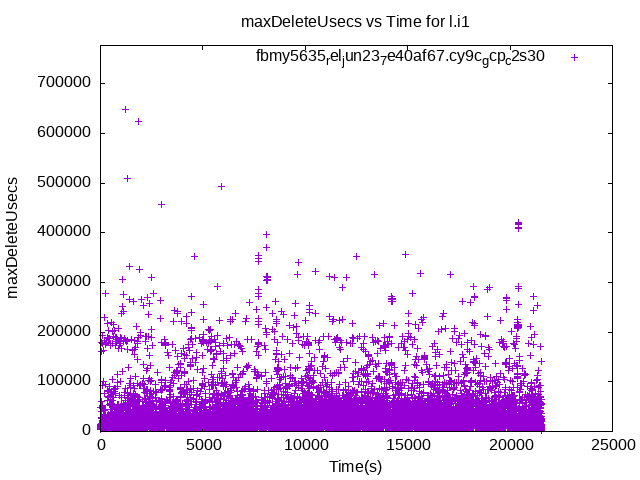 maxDeleteUsecs vs Time for l.i1
fbmy5635_rel_jun23_7e40af67.cy9c_gcp_c2s30
700000
600000
500000
400000
300000
200000
100000
0
maxDeleteUsecs
0 5000 10000 15000 20000 25000
Time(s)